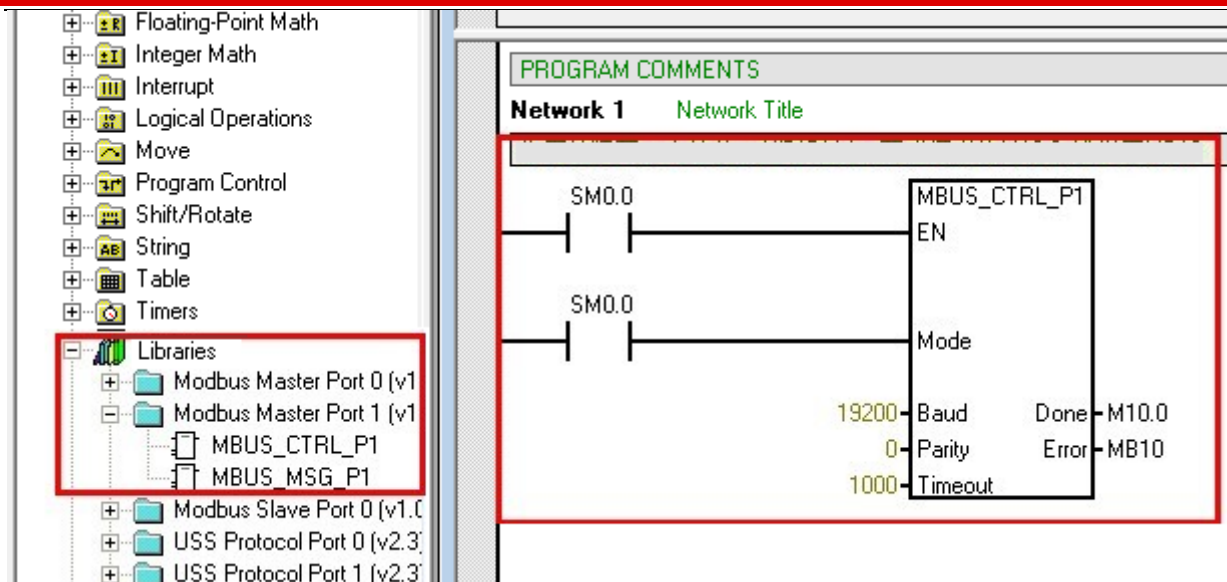 Floating-Point Math
Integer Math
Interrupt
Logical Operations
Move
Program Control
Shift/Rotate
String
Table
Timers
Libraries
Modbus Master Port 0 (v1
Modbus Master Port 1 (v1
MBUS_CTRL_P1
MBUS_MSG_P1
Modbus Slave Port 0 (v1.0
USS Protocol Port 0 (v2.3)
USS Protocol Port 1 (v2.3
PROGRAM COMMENTS
Network 1 Network Title
SM0.0 MBUS_CTRL_P1
EN
SM0.0
Mode
19200 Baud Done M10.0
0 Parity Error MB10
1000 Timeout